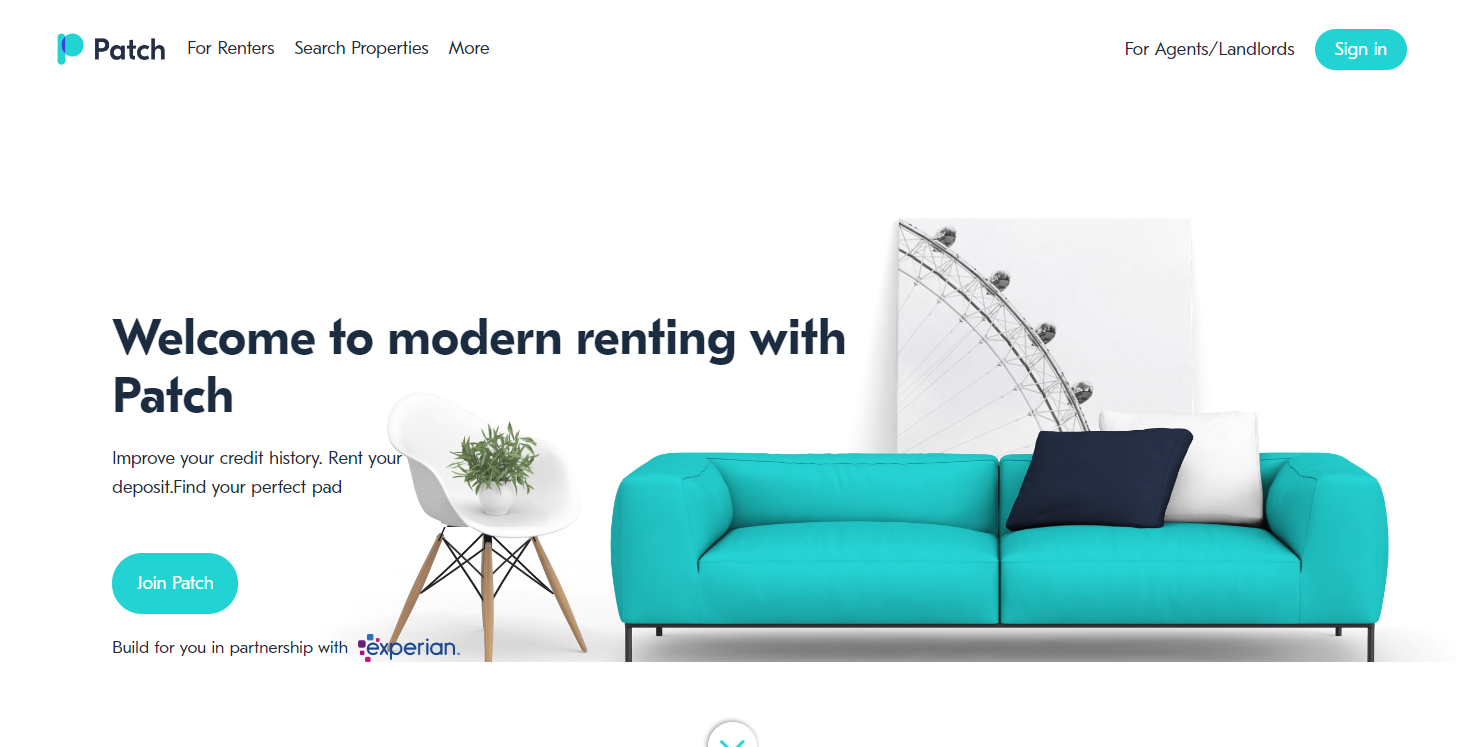 Patch For Renters Search Properties More For Agents/Landlords Sign in
Welcome to modern renting with
Patch
Improve your credit history. Rent your
deposit.Find your perfect pad
Join Patch
Build for you in partnership with experian™